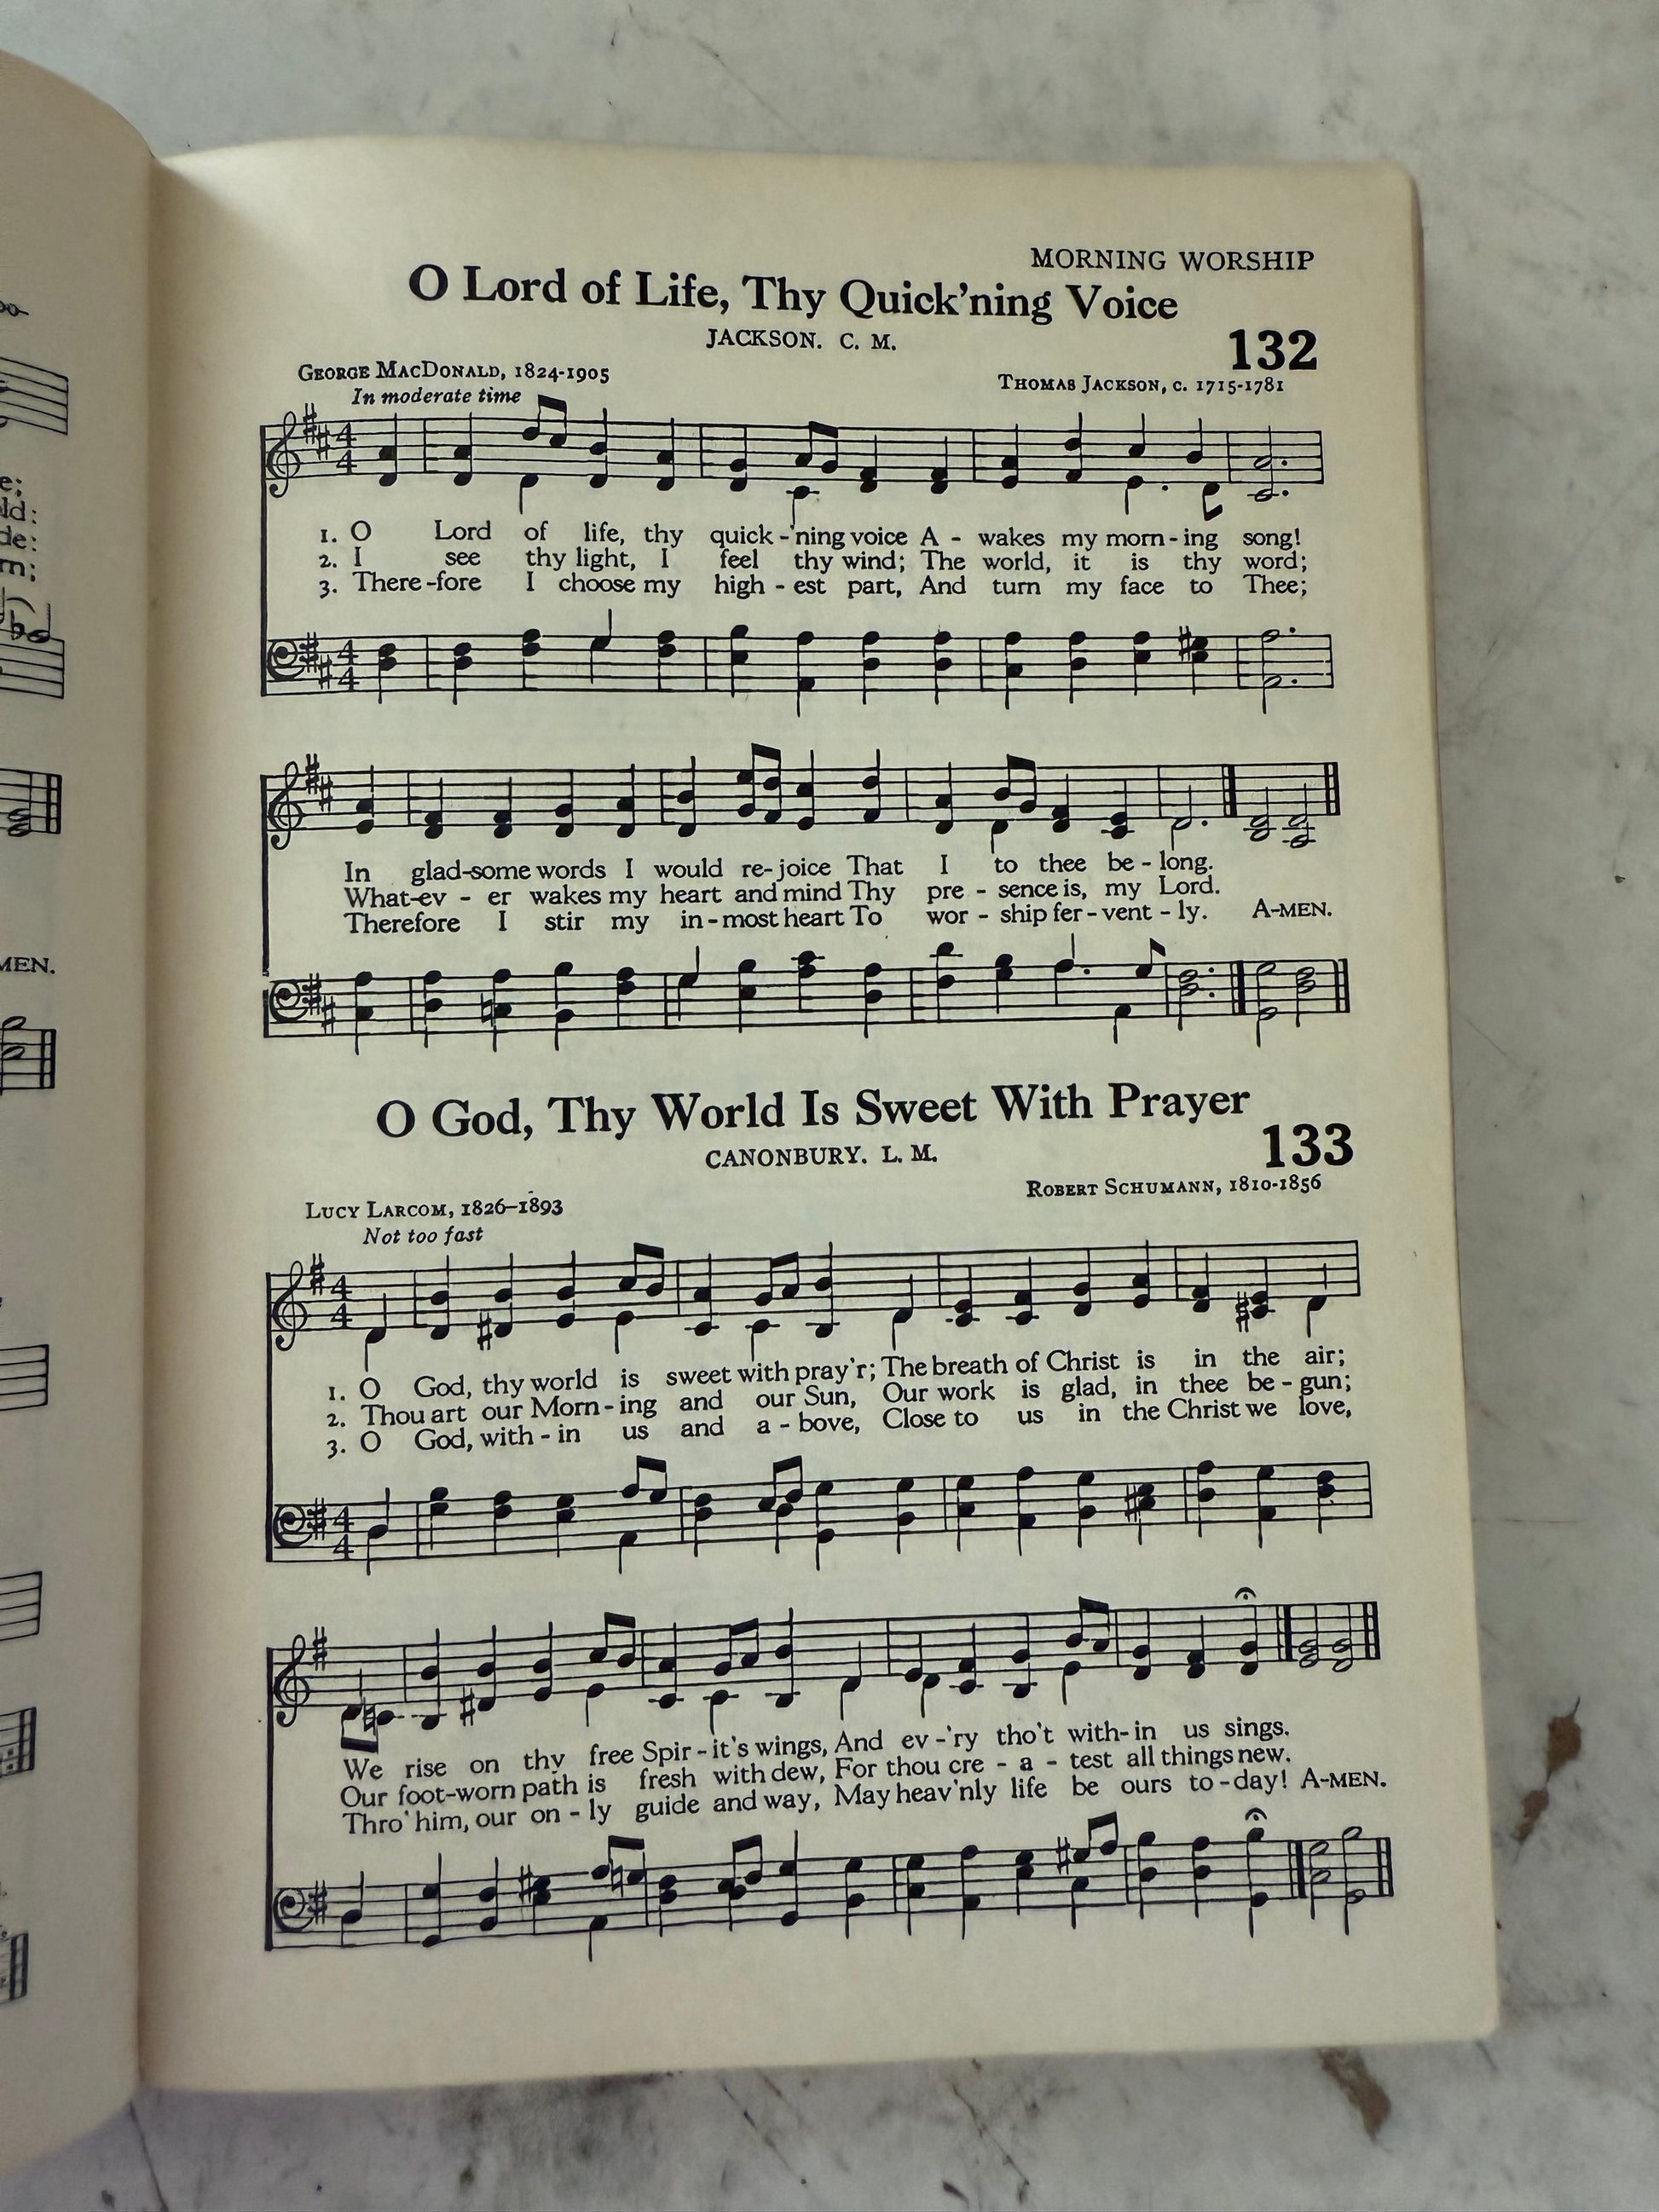 MORNING WORSHIP
O Lord of Life, Thy Quick'ning Voice
JACKSON. C. M.
132
GEORGE MACDONALD, 1824-1905
THOMAS JACKSON, C. 1715-1781
In moderate time
4
4
1. O Lord of life, thy quick-'ning voice A - wakes my morn-ing song!
2. I see thy light, I feel thy wind; The world, it is thy word;
3. There-fore I choose my high - est part, And turn my face to Thee;
4
4
In glad-some words I would re-joice That I to thee be - long.
What-ev - er wakes my heart and mind Thy pre - sence is, my Lord.
Therefore I stir my in - most heart To wor - ship fer - vent - ly. A-MEN.
O God, Thy World Is Sweet With Prayer
CANONBURY. L. M.
133
LUCY LARCOM, 1826–1893
ROBERT SCHUMANN, 1810-1856
Not too fast
4
4
1. O God, thy world is sweet with pray'r; The breath of Christ is in the air;
2. Thou art our Morn-ing and our Sun, Our work is glad, in thee be - gun;
3. O God, with - in us and a - bove, Close to us in the Christ we love,
4
4
We rise on thy free Spir - it's wings, And ev - 'ry tho't with-in us sings.
Our foot-worn path is fresh with dew, For thou cre - a - test all things new.
Thro' him, our on - ly guide and way, May heav'nly life be ours to-day! A-MEN.
MEN.